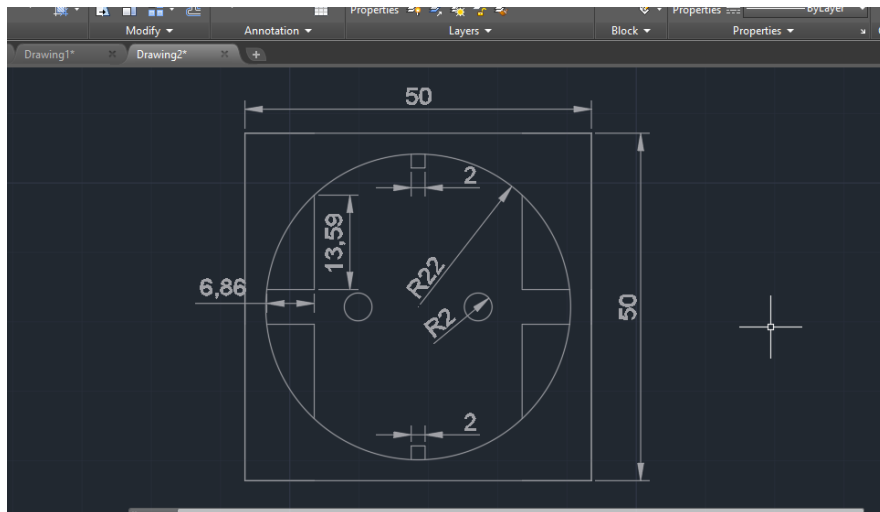 Properties
Properties
ByLayer
Modify
Annotation
Layers
Block
Properties
Drawing1*
Drawing2*
50
2
13,59
R22
6,86
R2
50
2